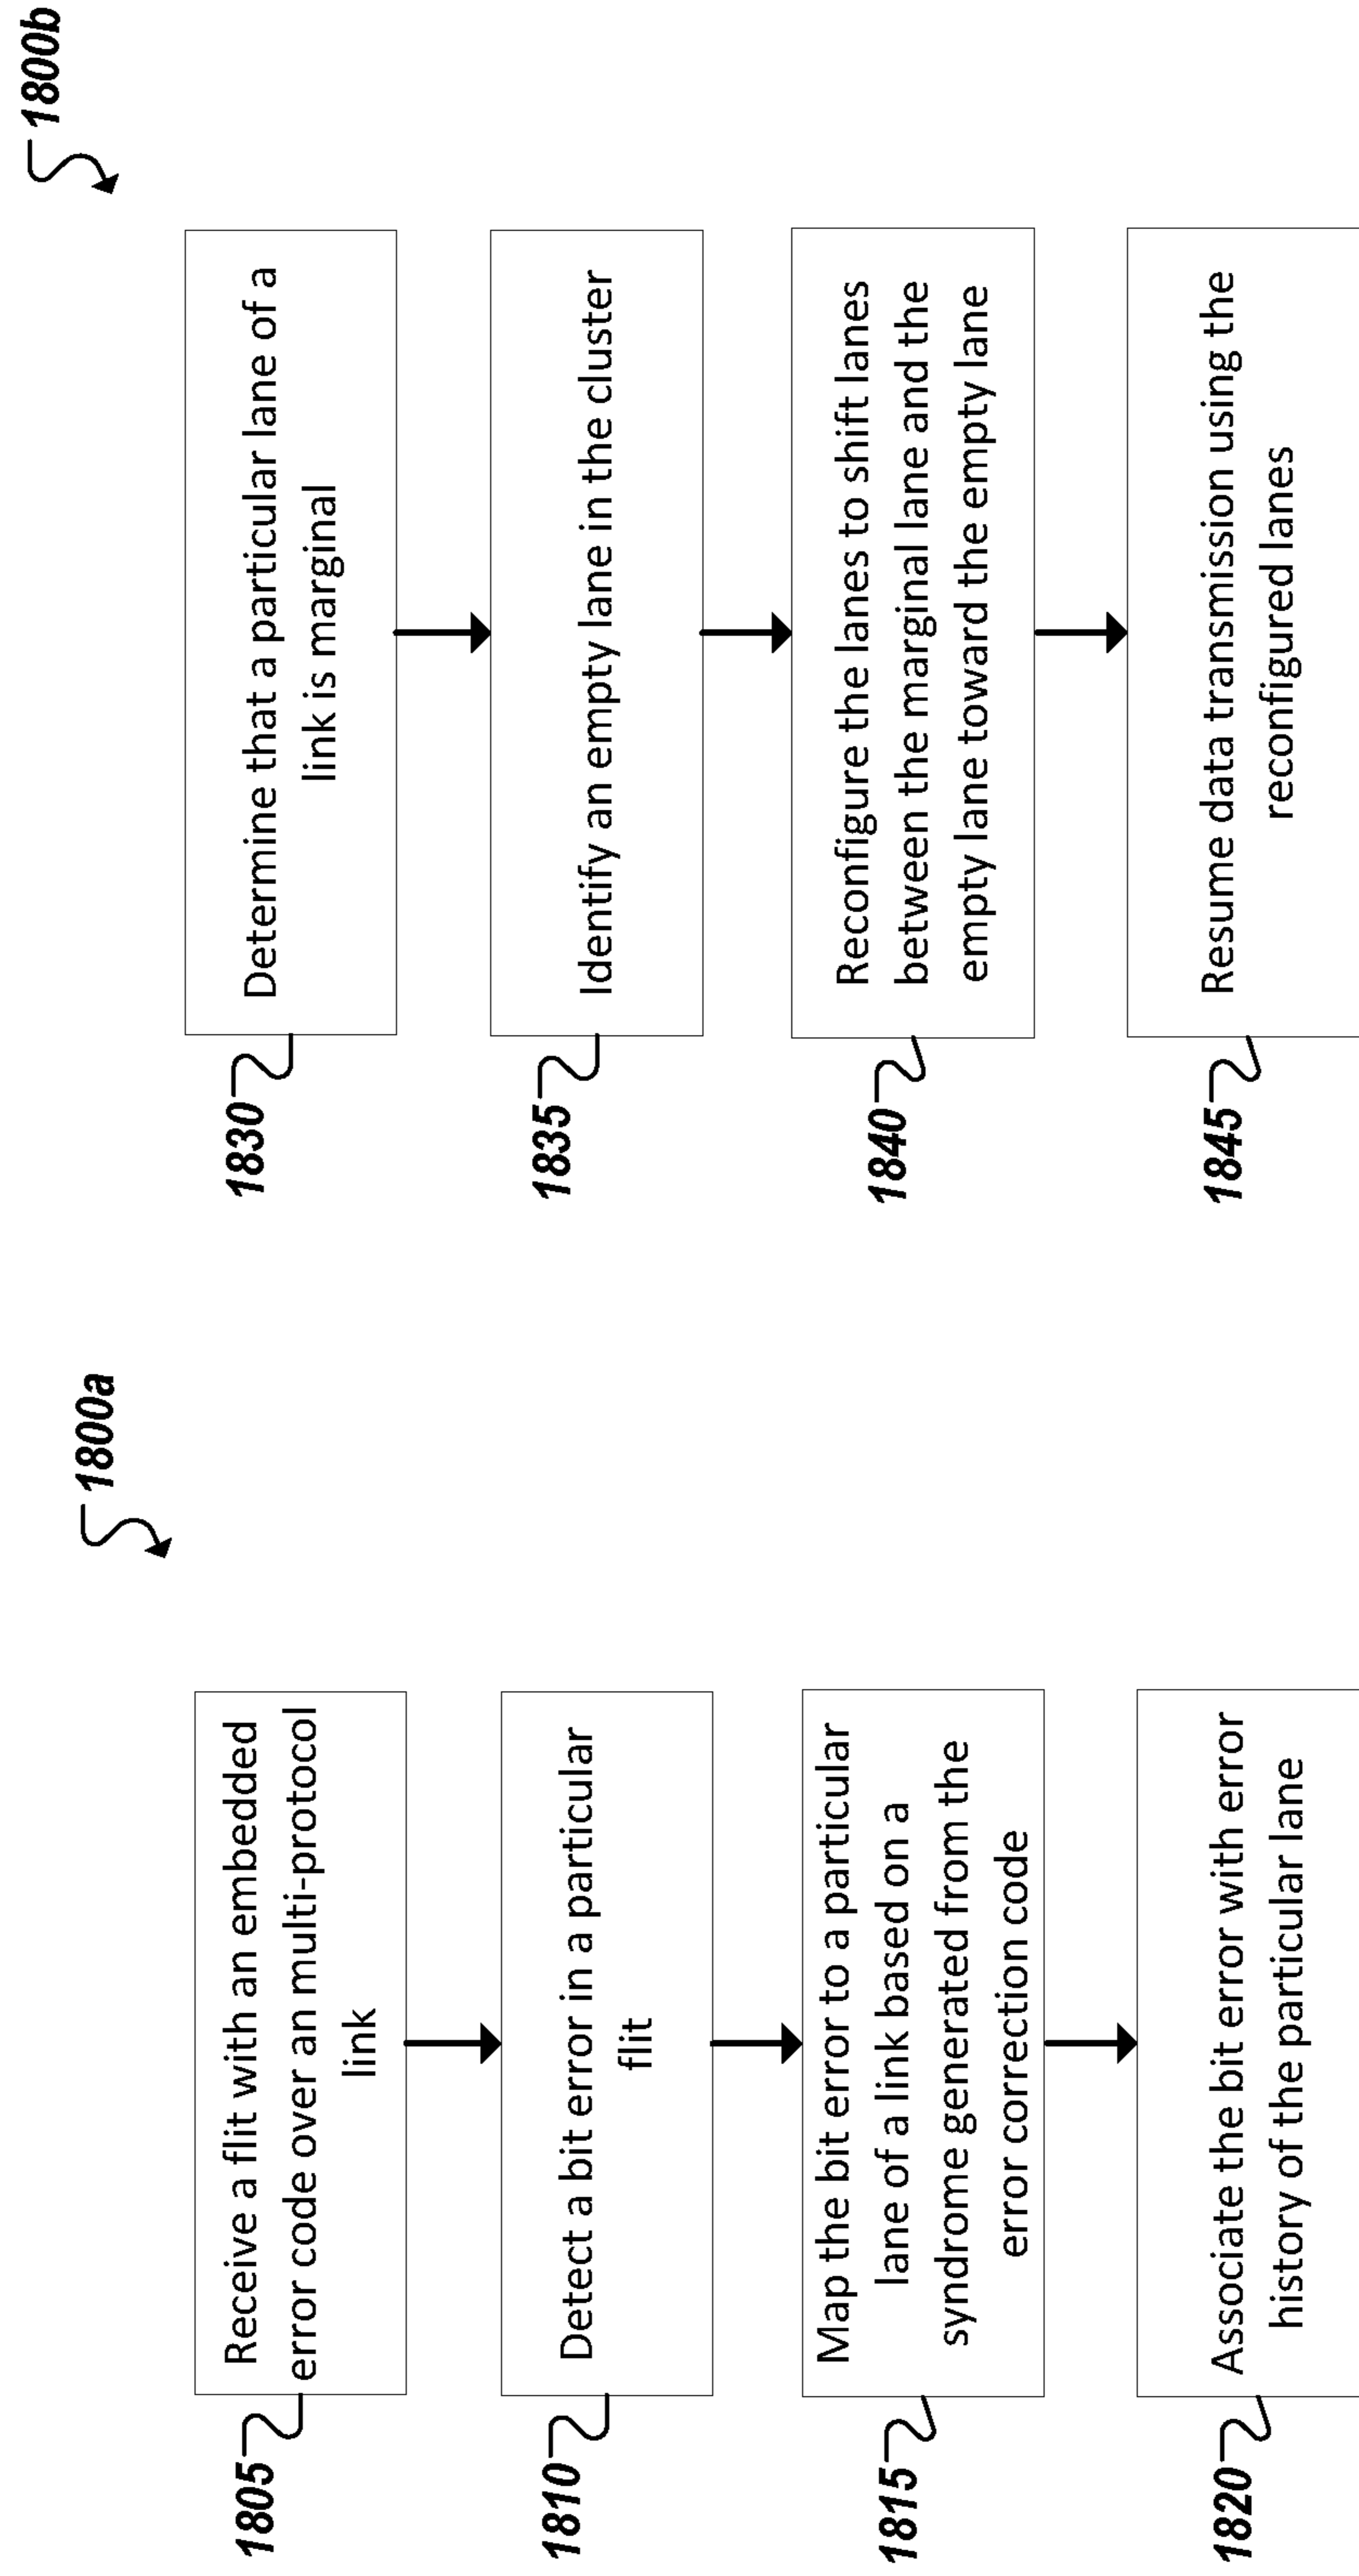 1800a
1805
Receive a flit with an embedded
error code over an multi-protocol
link
1810
Detect a bit error in a particular
flit
1815
Map the bit error to a particular
lane of a link based on a
syndrome generated from the
error correction code
1820
Associate the bit error with error
history of the particular lane
1800b
1830
Determine that a particular lane of a
link is marginal
1835
Identify an empty lane in the cluster
1840
Reconfigure the lanes to shift lanes
between the marginal lane and the
empty lane toward the empty lane
1845
Resume data transmission using the
reconfigured lanes